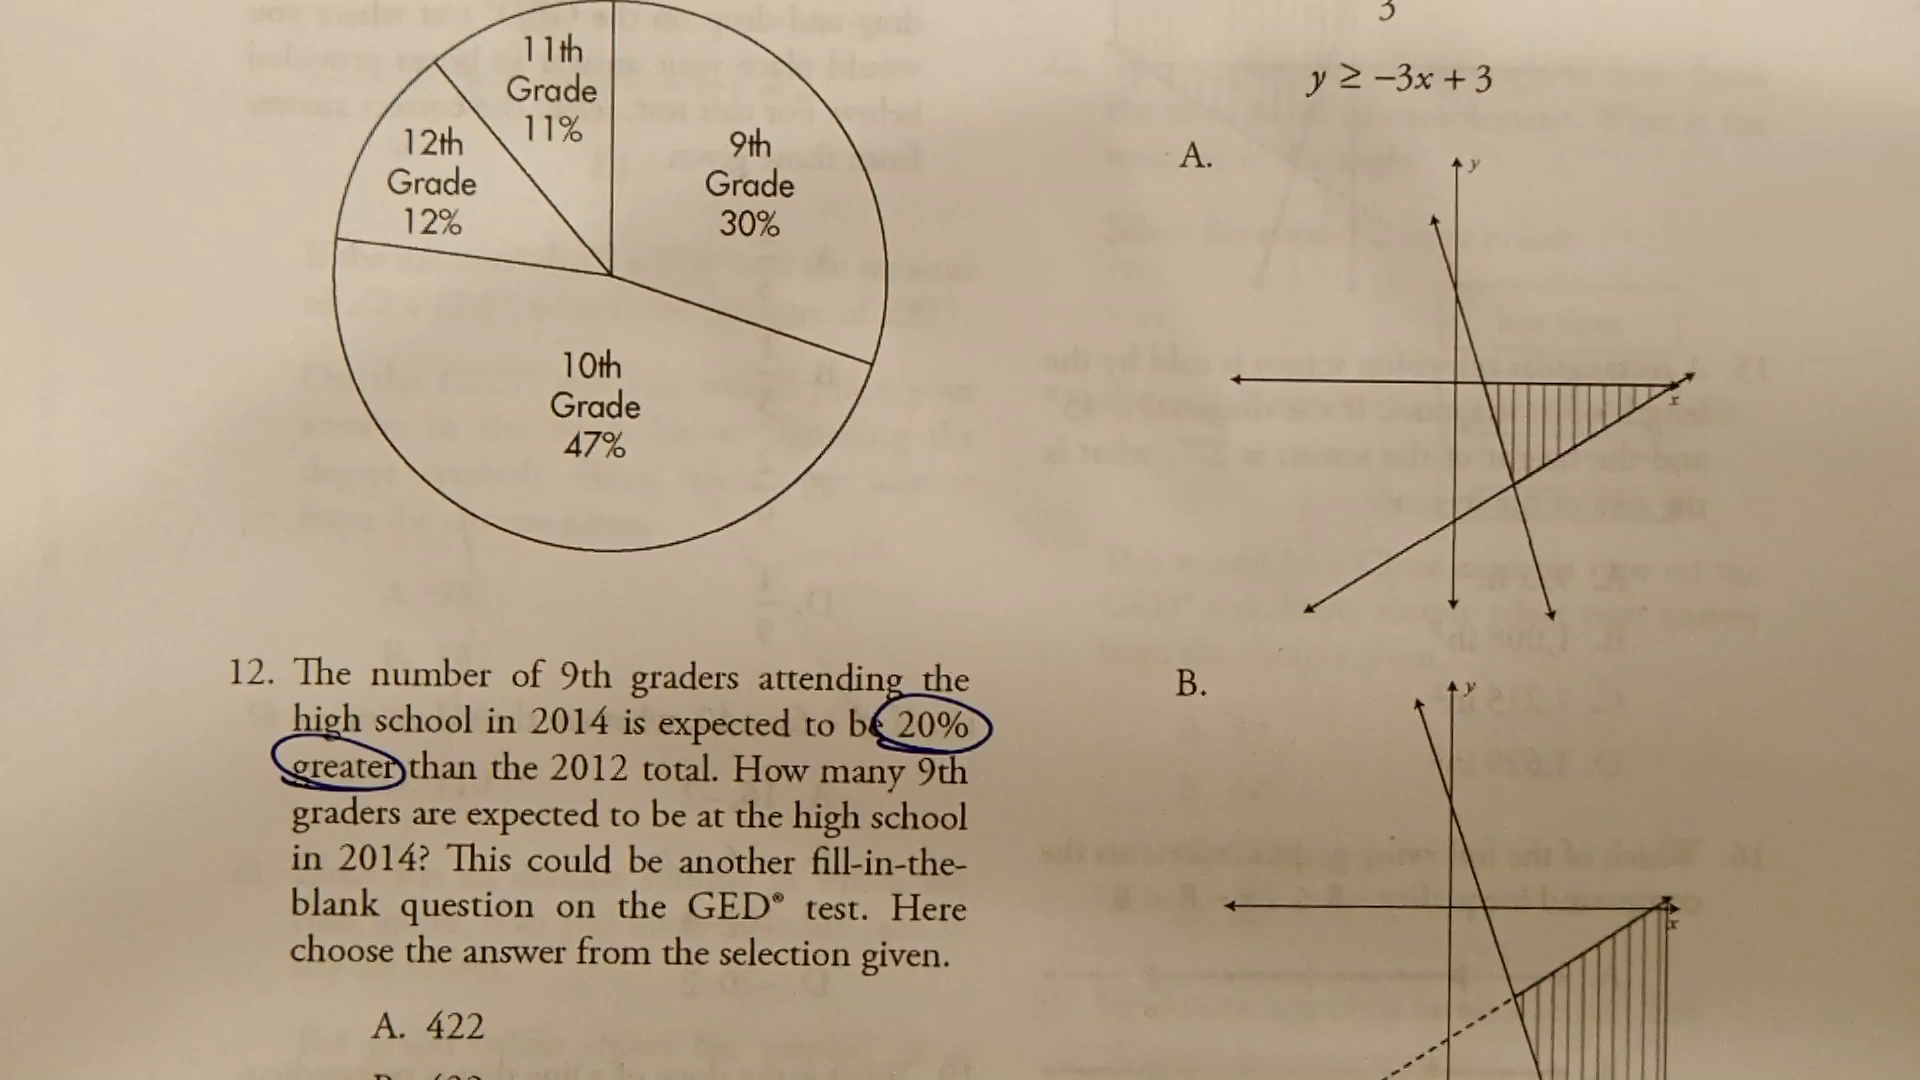 11th
Grade
11%
12th
Grade
12%
9th
Grade
30%
10th
Grade
47%
12. The number of 9th graders attending the
high school in 2014 is expected to be 20%
greater than the 2012 total. How many 9th
graders are expected to be at the high school
in 2014? This could be another fill-in-the-
blank question on the GED® test. Here
choose the answer from the selection given.
A. 422
3
y ≥ −3x + 3
A.
y
x
B.
y
x